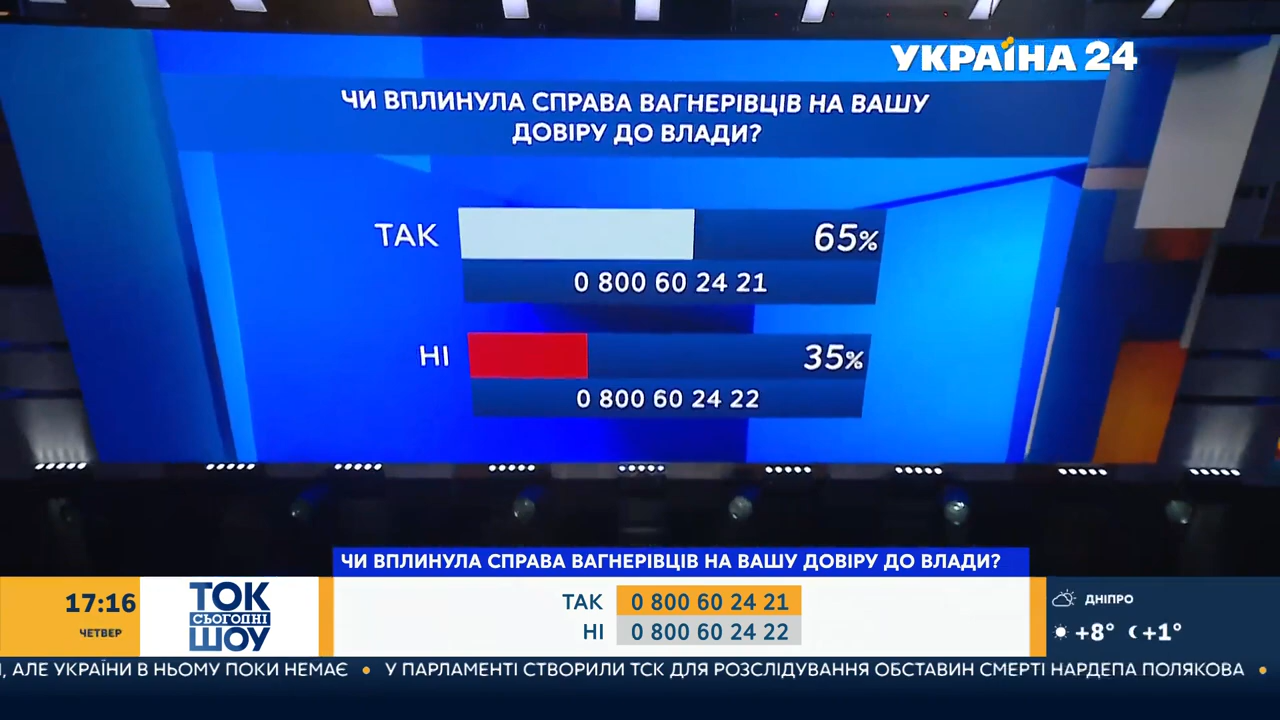 УКРАЇНА 24
ЧИ ВПЛИНУЛА СПРАВА ВАГНЕРІВЦІВ НА ВАШУ
ДОВІРУ ДО ВЛАДИ?
ТАК 65%
0 800 60 24 21
НІ 35%
0 800 60 24 22
ЧИ ВПЛИНУЛА СПРАВА ВАГНЕРІВЦІВ НА ВАШУ ДОВІРУ ДО ВЛАДИ?
17:16
ЧЕТВЕР
ТОК
СЬОГОДНІ
ШОУ
ТАК 0 800 60 24 21
НІ 0 800 60 24 22
ДНІПРО
+8° +1°
, АЛЕ УКРАЇНИ В НЬОМУ ПОКИ НЕМАЄ • У ПАРЛАМЕНТІ СТВОРИЛИ ТСК ДЛЯ РОЗСЛІДУВАННЯ ОБСТАВИН СМЕРТІ НАРДЕПА ПОЛЯКОВА •